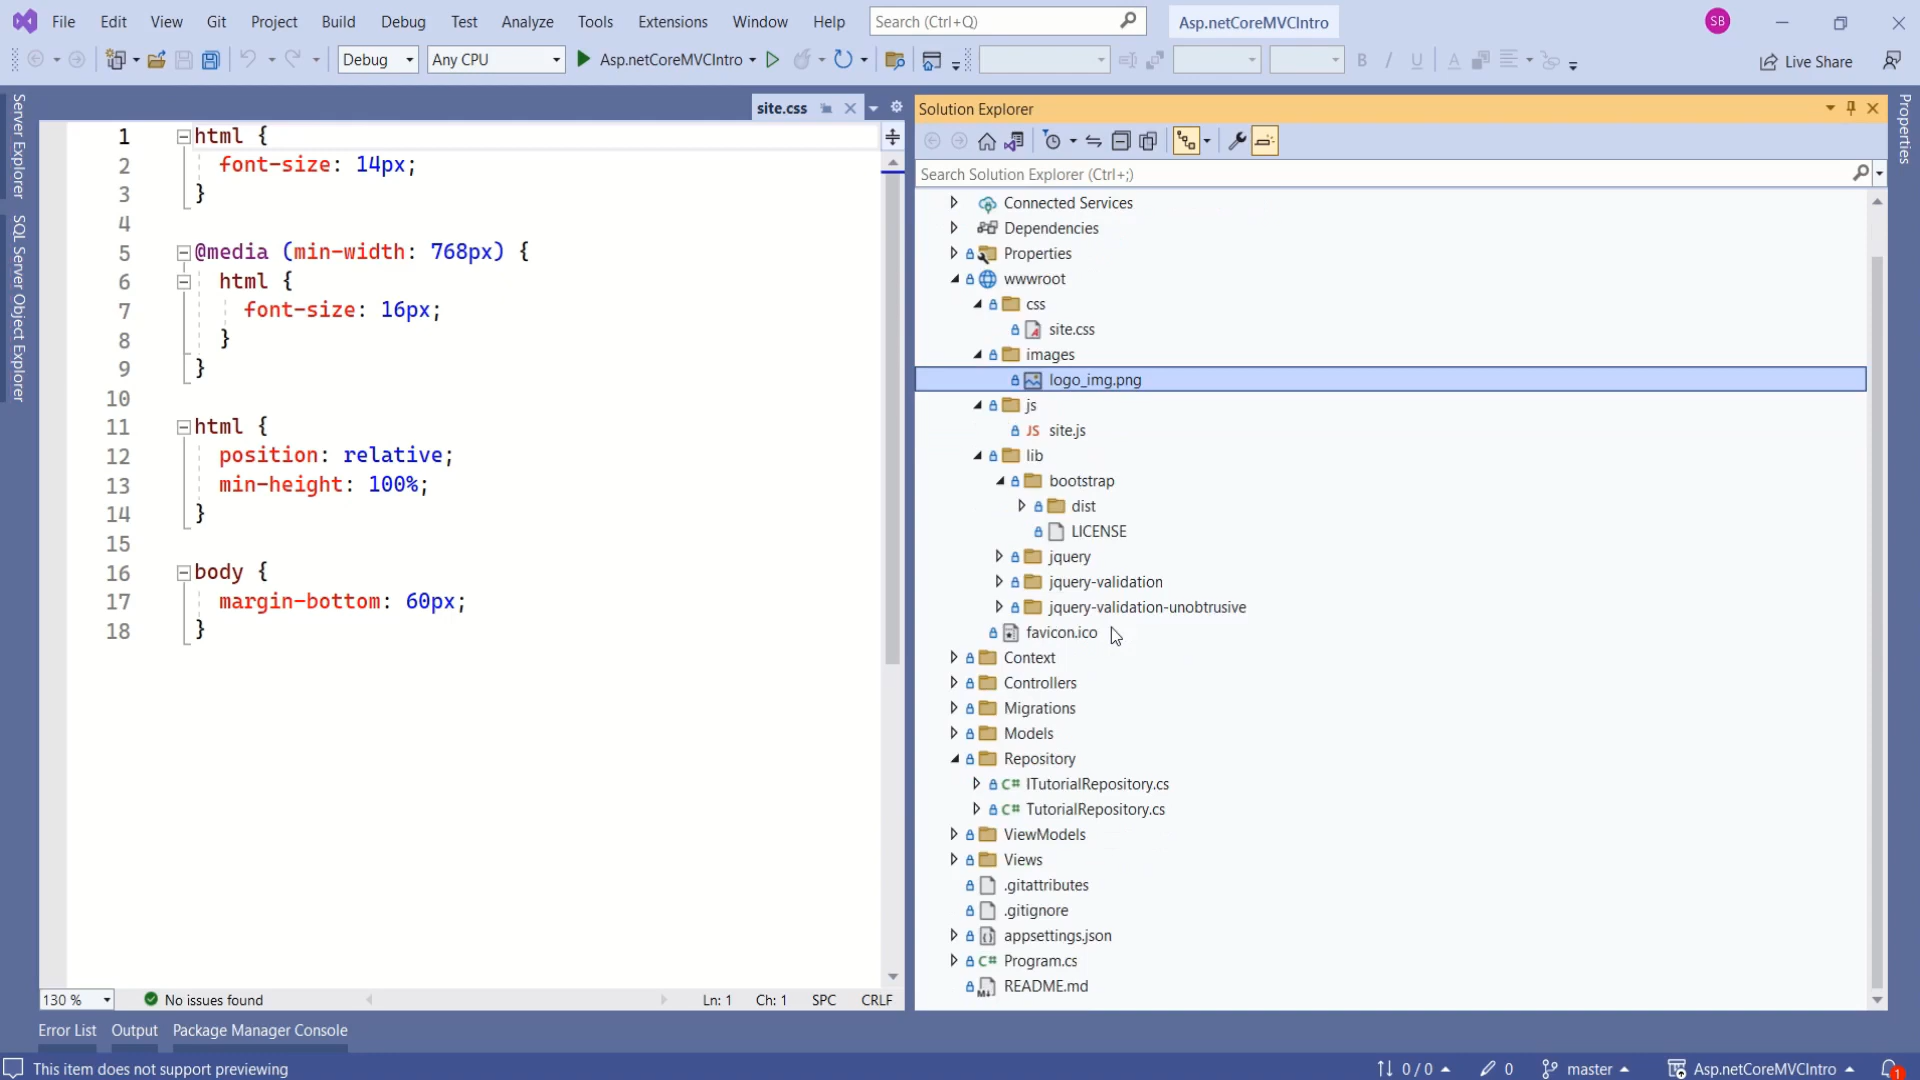 File Edit View Git Project Build Debug Test Analyze Tools Extensions Window Help Search (Ctrl+Q) Asp.netCoreMVCIntro SB
Debug Any CPU Asp.netCoreMVCIntro Live Share
Server Explorer
SQL Server Object Explorer
site.css
1 html {
2 font-size: 14px;
3 }
4
5 @media (min-width: 768px) {
6 html {
7 font-size: 16px;
8 }
9 }
10
11 html {
12 position: relative;
13 min-height: 100%;
14 }
15
16 body {
17 margin-bottom: 60px;
18 }
130 % No issues found Ln: 1 Ch: 1 SPC CRLF
Solution Explorer
Search Solution Explorer (Ctrl+;)
Connected Services
Dependencies
Properties
wwwroot
css
site.css
images
logo_img.png
js
JS site.js
lib
bootstrap
dist
LICENSE
jquery
jquery-validation
jquery-validation-unobtrusive
favicon.ico
Context
Controllers
Migrations
Models
Repository
C# ITutorialRepository.cs
C# TutorialRepository.cs
ViewModels
Views
.gitattributes
.gitignore
appsettings.json
C# Program.cs
README.md
Properties
Error List Output Package Manager Console
This item does not support previewing 0 / 0 0 master Asp.netCoreMVCIntro 1